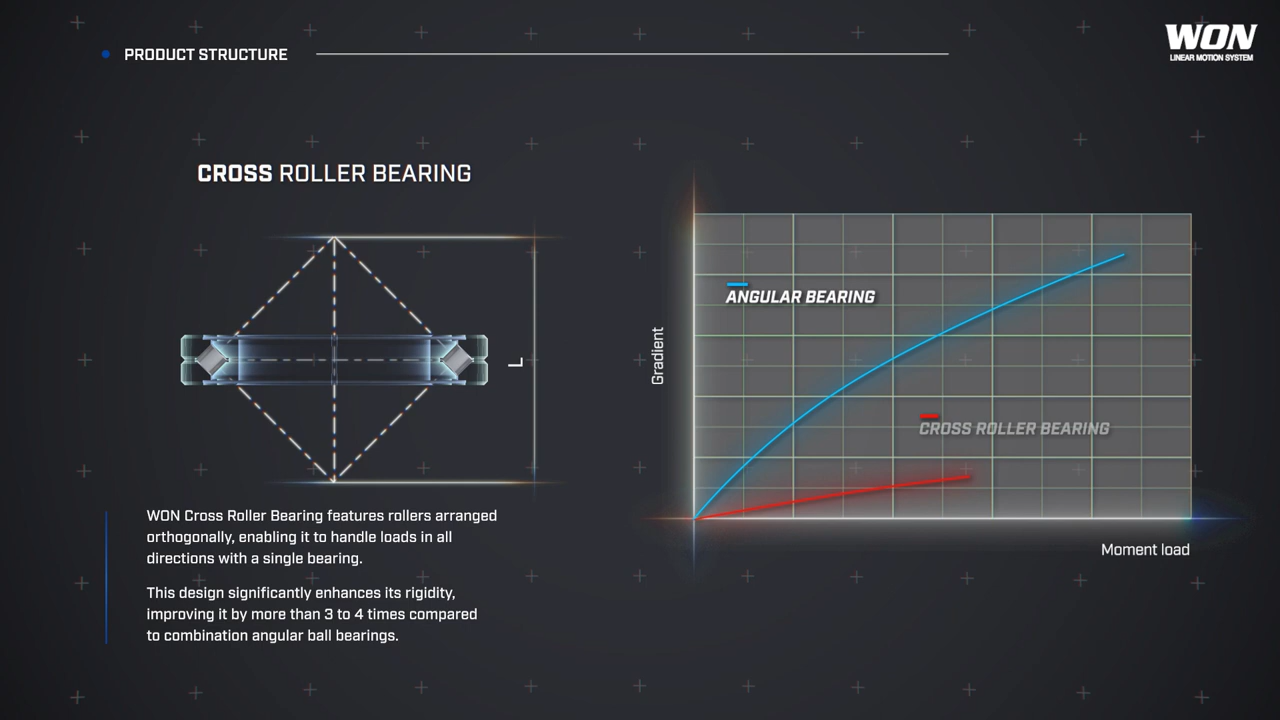 PRODUCT STRUCTURE
WON
LINEAR MOTION SYSTEM
CROSS ROLLER BEARING
L
WON Cross Roller Bearing features rollers arranged
orthogonally, enabling it to handle loads in all
directions with a single bearing.
This design significantly enhances its rigidity,
improving it by more than 3 to 4 times compared
to combination angular ball bearings.
Gradient
ANGULAR BEARING
CROSS ROLLER BEARING
Moment load